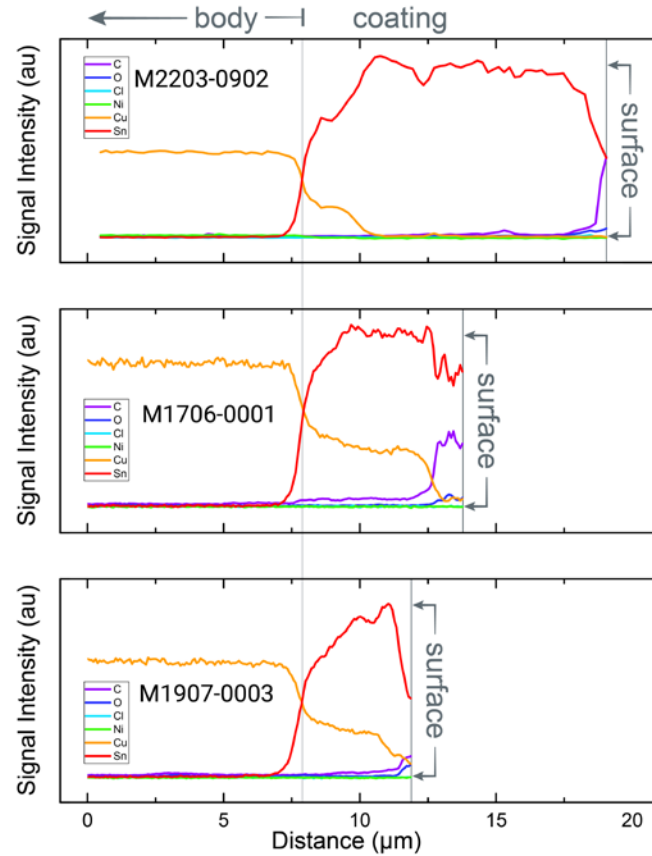 body coating
Signal Intensity (au)
M2203-0902
C
O
Cl
Ni
Cu
Sn
surface
Signal Intensity (au)
M1706-0001
C
O
Cl
Ni
Cu
Sn
surface
Signal Intensity (au)
M1907-0003
C
O
Cl
Ni
Cu
Sn
surface
0 5 10 15 20
Distance (µm)